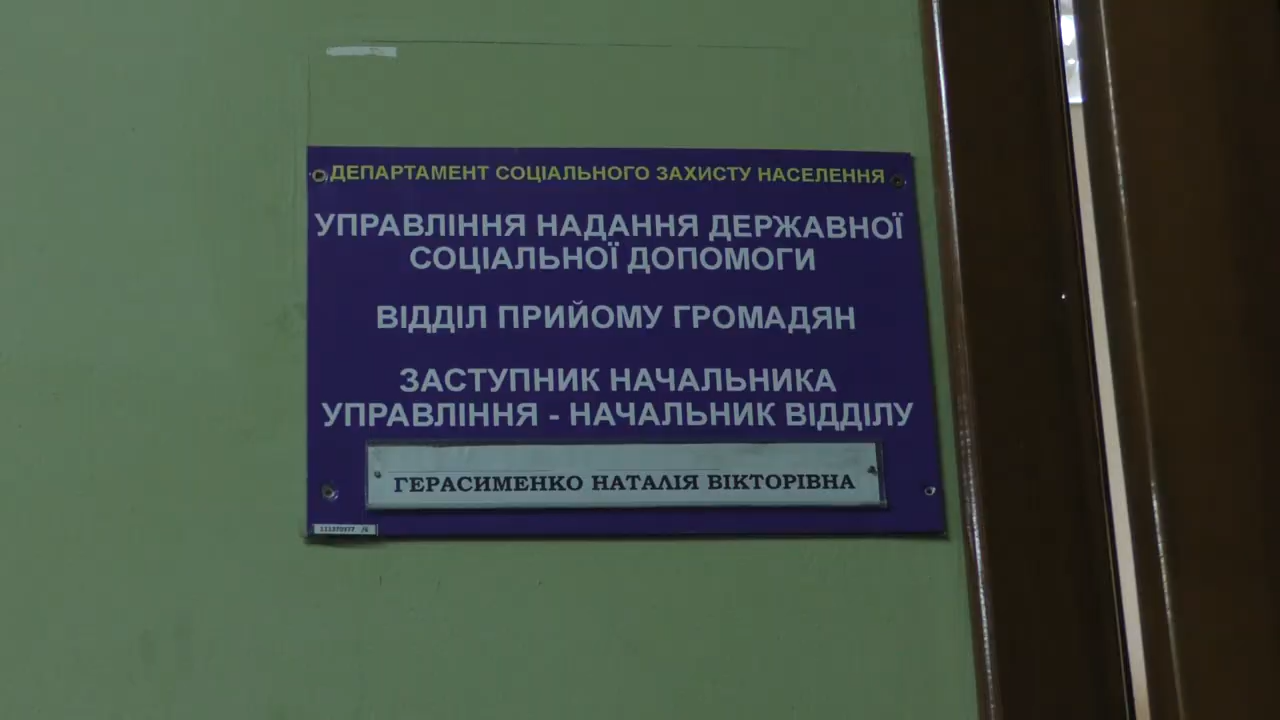 ДЕПАРТАМЕНТ СОЦІАЛЬНОГО ЗАХИСТУ НАСЕЛЕННЯ
УПРАВЛІННЯ НАДАННЯ ДЕРЖАВНОЇ
СОЦІАЛЬНОЇ ДОПОМОГИ
ВІДДІЛ ПРИЙОМУ ГРОМАДЯН
ЗАСТУПНИК НАЧАЛЬНИКА
УПРАВЛІННЯ - НАЧАЛЬНИК ВІДДІЛУ
ГЕРАСИМЕНКО НАТАЛІЯ ВІКТОРІВНА